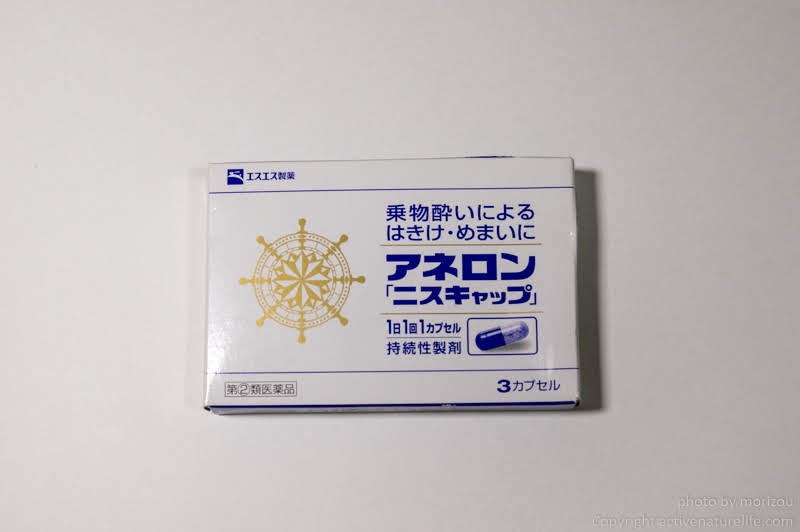 エスエス製薬
乗物酔いによる
はきけ・めまいに
アネロン
「ニスキャップ」
1日1回1カプセル
持続性製剤
指②類医薬品
3カプセル
photo by morizou
copyright activenaturelife.com